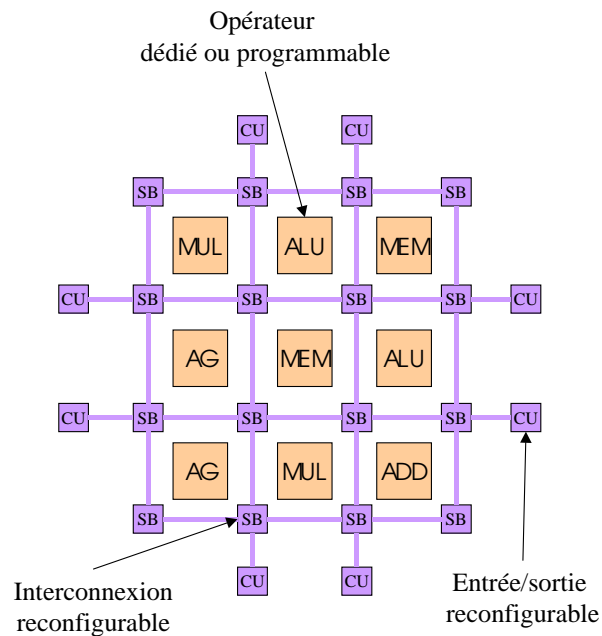 Opérateur
dédié ou programmable
CU CU
SB SB SB SB
MUL ALU MEM
CU SB SB SB SB CU
AG MEM ALU
CU SB SB SB SB CU
AG MUL ADD
SB SB SB SB
CU CU
Interconnexion
reconfigurable
Entrée/sortie
reconfigurable